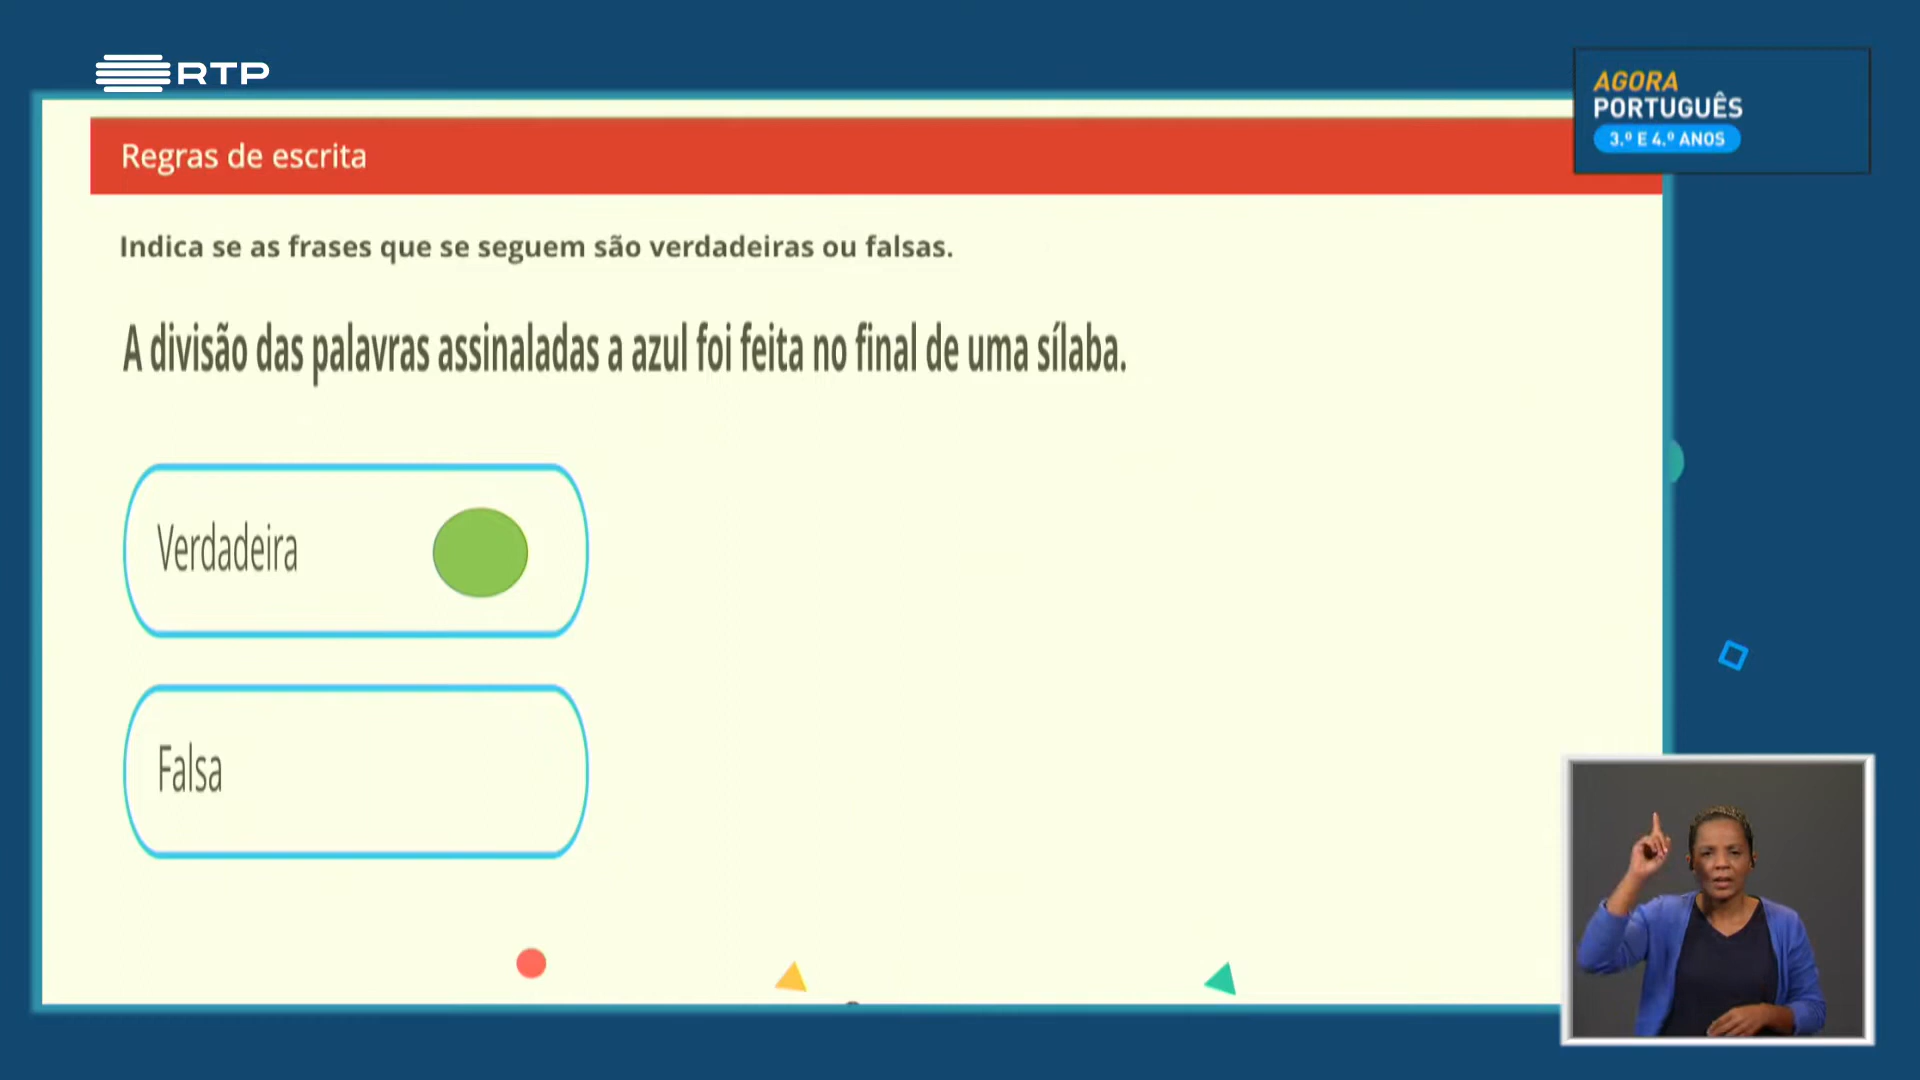 RTP
AGORA
PORTUGUÊS
3.º E 4.º ANOS
Regras de escrita
Indica se as frases que se seguem são verdadeiras ou falsas.
A divisão das palavras assinaladas a azul foi feita no final de uma sílaba.
Verdadeira
Falsa